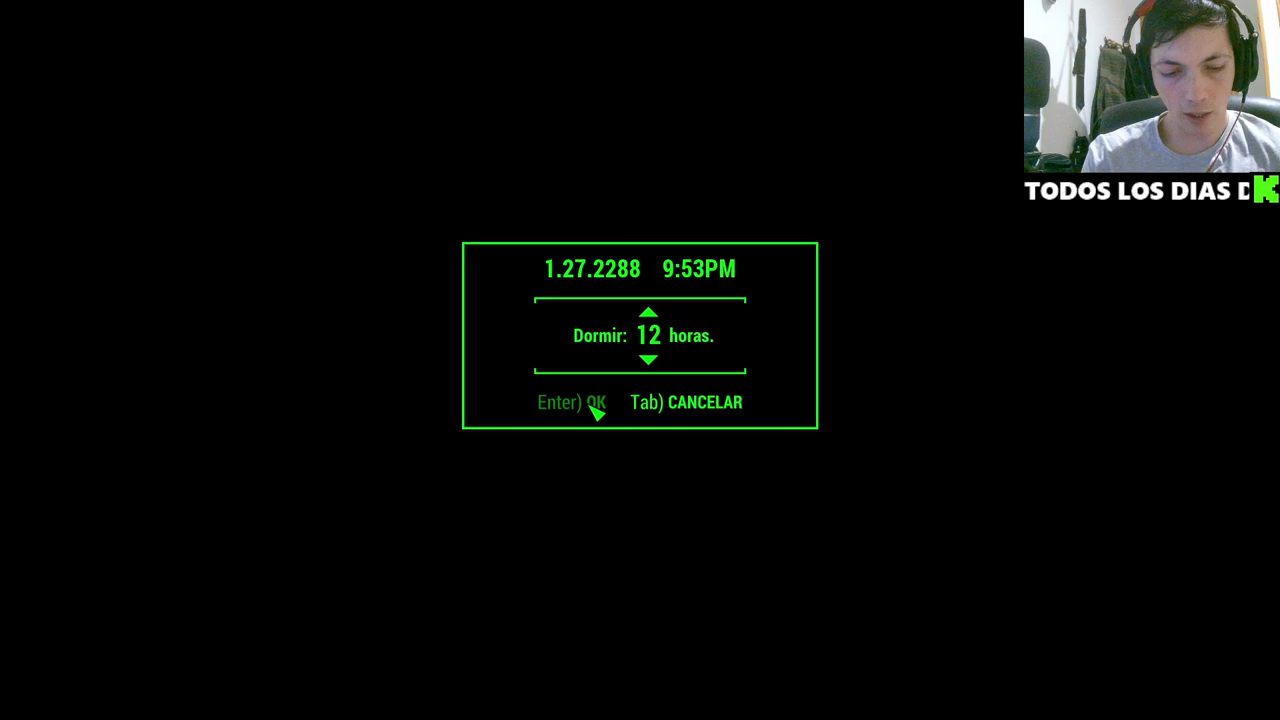 TODOS LOS DIAS D
1.27.2288 9:53PM
Dormir: 12 horas.
Enter) OK Tab) CANCELAR